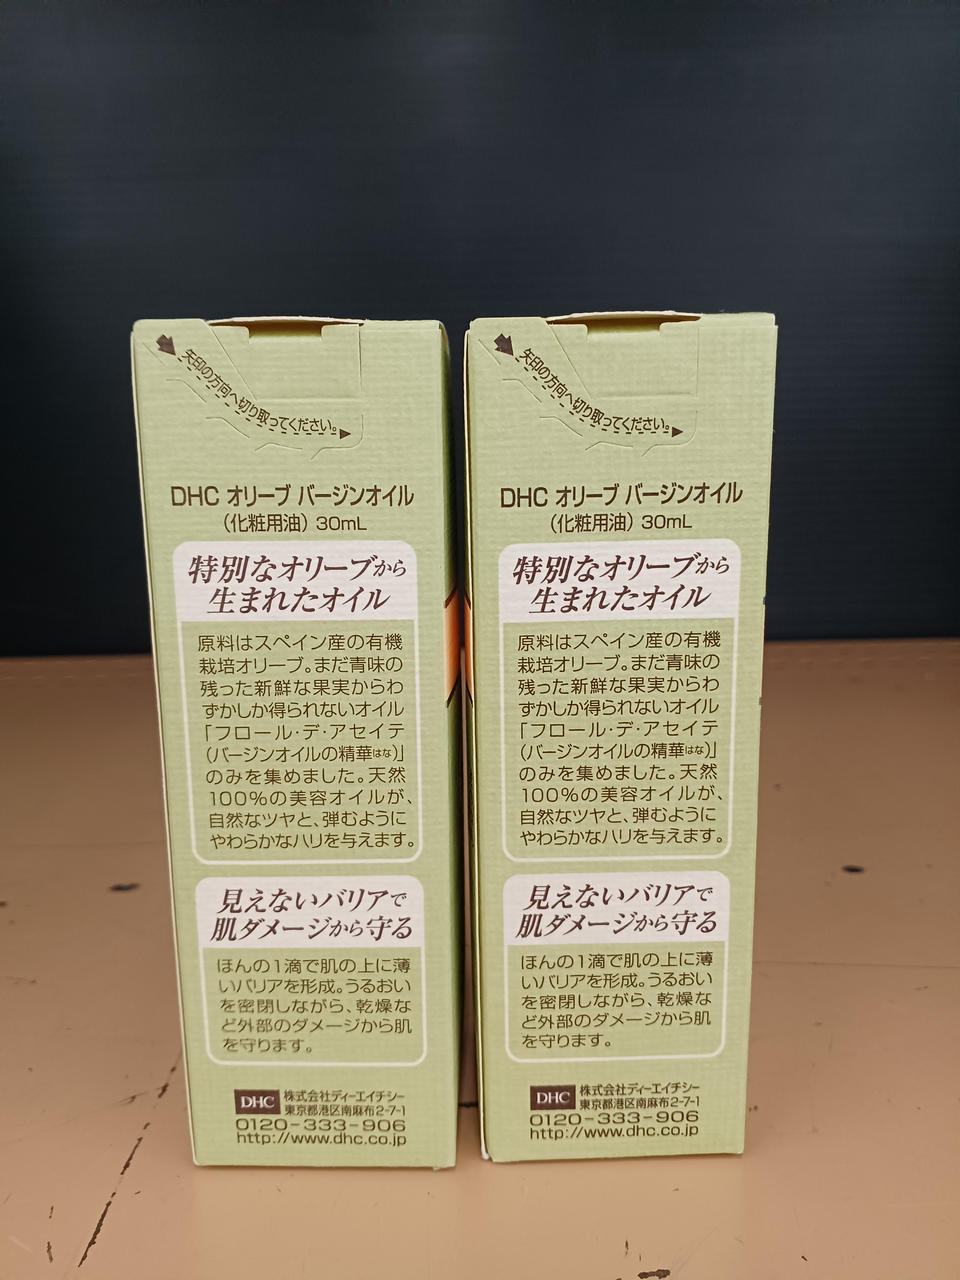 矢印の方向へ切り取ってください。
DHC オリーブ バージンオイル
（化粧用油）30mL
特別なオリーブから
生まれたオイル
原料はスペイン産の有機
栽培オリーブ。まだ青味の
残った新鮮な果実からわ
ずかしか得られないオイル
「フロール・デ・アセイテ
（バージンオイルの精華はな）」
のみを集めました。天然
100%の美容オイルが、
自然なツヤと、弾むように
やわらかなハリを与えます。
見えないバリアで
肌ダメージから守る
ほんの1滴で肌の上に薄
いバリアを形成。うるおい
を密閉しながら、乾燥な
ど外部のダメージから肌
を守ります。
DHC 株式会社ディーエイチシー
東京都港区南麻布2-7-1
0120-333-906
http://www.dhc.co.jp
矢印の方向へ切り取ってください。
DHC オリーブ バージンオイル
（化粧用油）30mL
特別なオリーブから
生まれたオイル
原料はスペイン産の有機
栽培オリーブ。まだ青味の
残った新鮮な果実からわ
ずかしか得られないオイル
「フロール・デ・アセイテ
（バージンオイルの精華はな）」
のみを集めました。天然
100%の美容オイルが、
自然なツヤと、弾むように
やわらかなハリを与えます。
見えないバリアで
肌ダメージから守る
ほんの1滴で肌の上に薄
いバリアを形成。うるおい
を密閉しながら、乾燥な
ど外部のダメージから肌
を守ります。
DHC 株式会社ディーエイチシー
東京都港区南麻布2-7-1
0120-333-906
http://www.dhc.co.jp